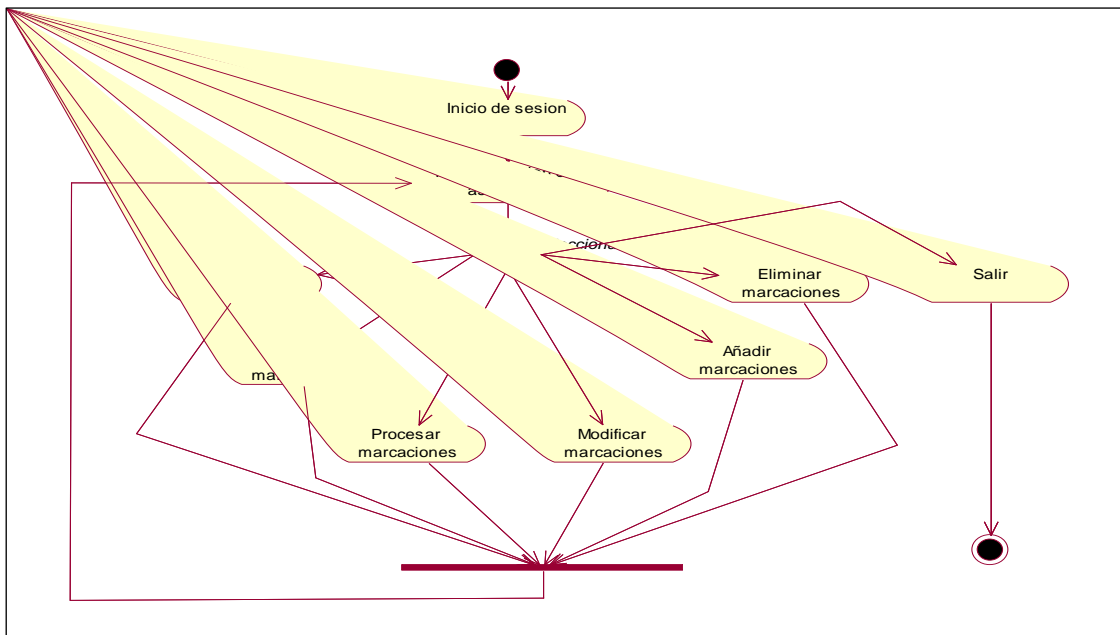 Inicio de sesion
Eliminar
marcaciones
Salir
Añadir
marcaciones
Procesar
marcaciones
Modificar
marcaciones